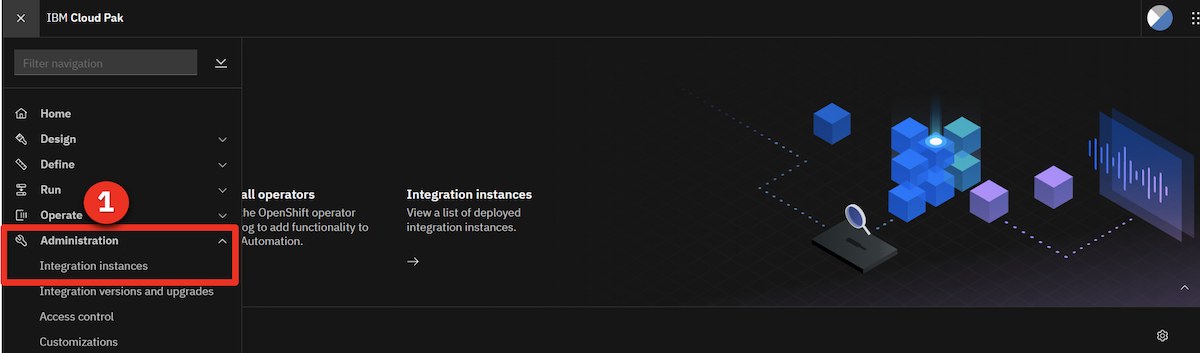 IBM Cloud Pak
Filter navigation
Home
Design
Define
Run
1
Operate
Administration
Integration instances
Integration versions and upgrades
Access control
Customizations
all operators
the OpenShift operator
og to add functionality to
Automation.
Integration instances
View a list of deployed
integration instances.